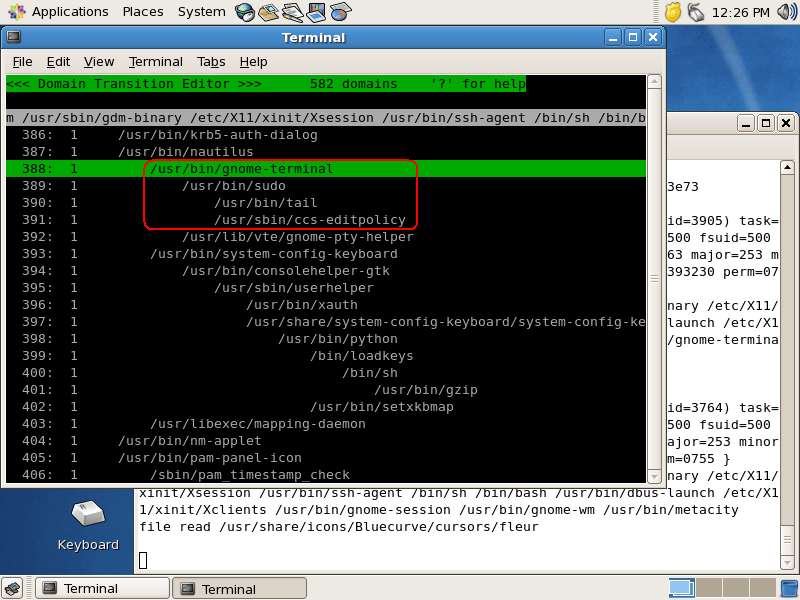 Applications Places System 12:26 PM
Terminal
File Edit View Terminal Tabs Help
<<< Domain Transition Editor >>> 582 domains '?' for help
m /usr/sbin/gdm-binary /etc/X11/xinit/Xsession /usr/bin/ssh-agent /bin/sh /bin/b
386: 1 /usr/bin/krb5-auth-dialog
387: 1 /usr/bin/nautilus
388: 1 /usr/bin/gnome-terminal
389: 1 /usr/bin/sudo
390: 1 /usr/bin/tail
391: 1 /usr/sbin/ccs-editpolicy
392: 1 /usr/lib/vte/gnome-pty-helper
393: 1 /usr/bin/system-config-keyboard
394: 1 /usr/bin/consolehelper-gtk
395: 1 /usr/sbin/userhelper
396: 1 /usr/bin/xauth
397: 1 /usr/share/system-config-keyboard/system-config-ke
398: 1 /usr/bin/python
399: 1 /bin/loadkeys
400: 1 /bin/sh
401: 1 /usr/bin/gzip
402: 1 /usr/bin/setxkbmap
403: 1 /usr/libexec/mapping-daemon
404: 1 /usr/bin/nm-applet
405: 1 /usr/bin/pam-panel-icon
406: 1 /sbin/pam_timestamp_check
3e73
id=3905) task=
500 fsuid=500
63 major=253 m
393230 perm=07
nary /etc/X11/
launch /etc/X1
/gnome-termina
id=3764) task=
500 fsuid=500
ajor=253 minor
m=0755 }
nary /etc/X11/
xinit/Xsession /usr/bin/ssh-agent /bin/sh /bin/bash /usr/bin/dbus-launch /etc/X1
1/xinit/Xclients /usr/bin/gnome-session /usr/bin/gnome-wm /usr/bin/metacity
file read /usr/share/icons/Bluecurve/cursors/fleur
Keyboard
Terminal Terminal